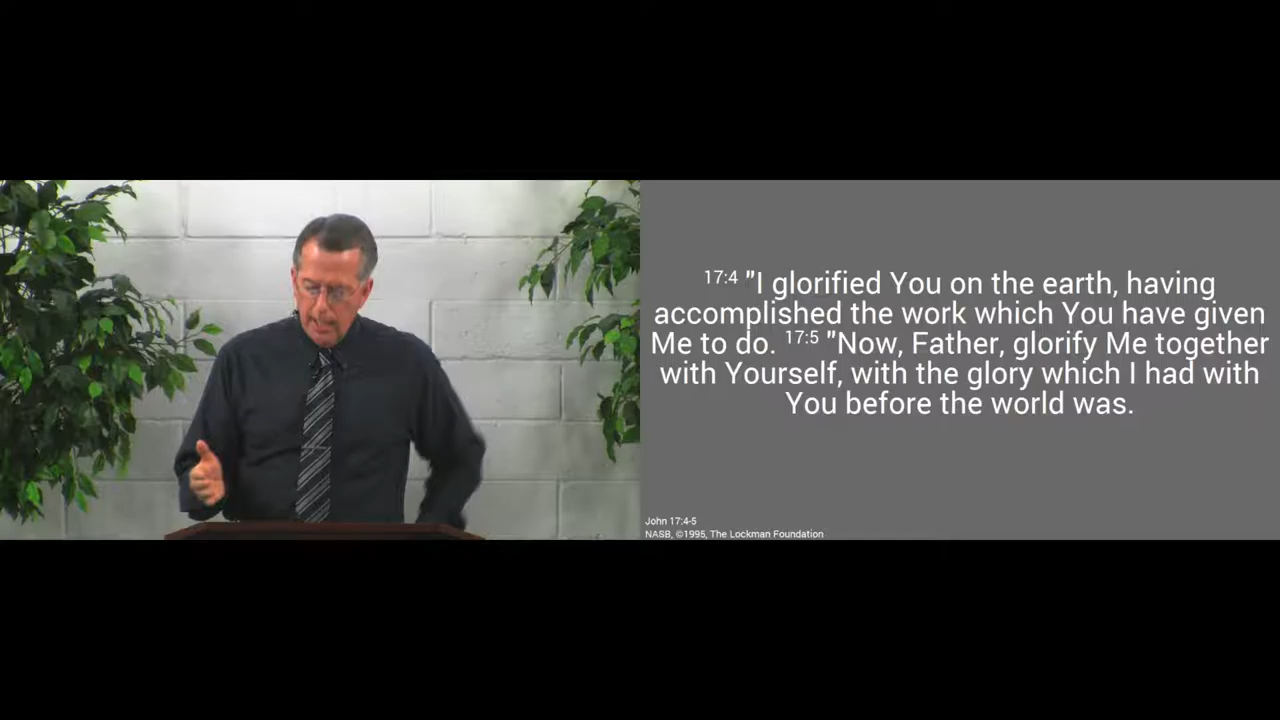 17:4 "I glorified You on the earth, having
accomplished the work which You have given
Me to do. 17:5 "Now, Father, glorify Me together
with Yourself, with the glory which I had with
You before the world was.
John 17:4-5
NASB, ©1995, The Lockman Foundation